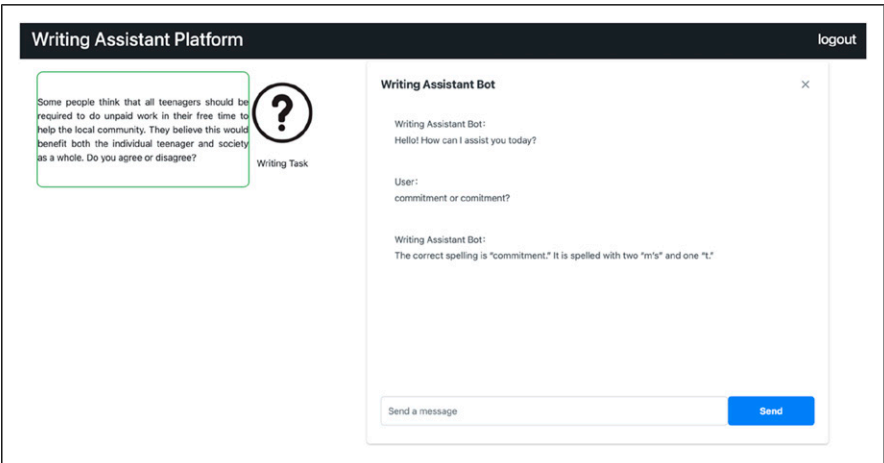 Writing Assistant Platform
logout
Some people think that all teenagers should be
required to do unpaid work in their free time to
help the local community. They believe this would
benefit both the individual teenager and society
as a whole. Do you agree or disagree?
?
Writing Task
Writing Assistant Bot
×
Writing Assistant Bot:
Hello! How can I assist you today?
User:
commitment or comitment?
Writing Assistant Bot:
The correct spelling is "commitment." It is spelled with two "m's" and one "t."
Send a message
Send